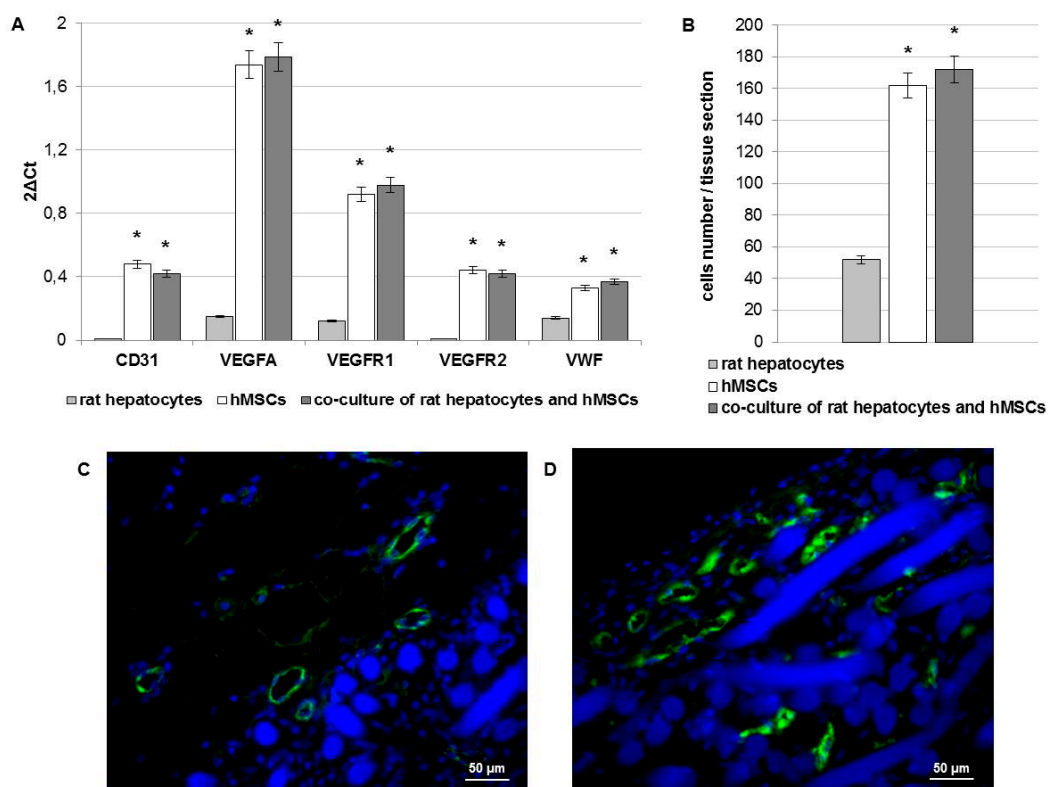 A
2ΔCt
2
1,6
1,2
0,8
0,4
0
* * * * * * * * * *
CD31 VEGFA VEGFR1 VEGFR2 VWF
rat hepatocytes hMSCs co-culture of rat hepatocytes and hMSCs
B
cells number / tissue section
200
180
160
140
120
100
80
60
40
20
0
* *
rat hepatocytes
hMSCs
co-culture of rat hepatocytes and hMSCs
C
50 µm
D
50 µm